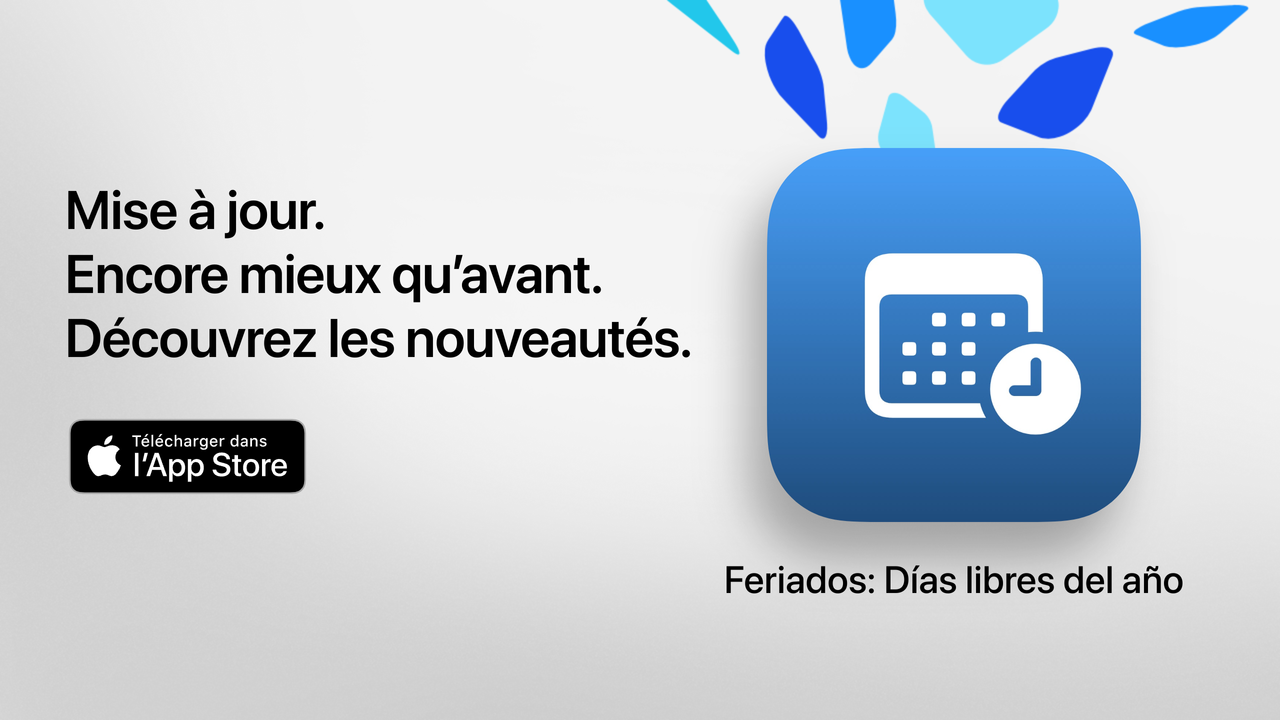 Mise à jour.
Encore mieux qu’avant.
Découvrez les nouveautés.
Télécharger dans
l’App Store
Feriados: Días libres del año